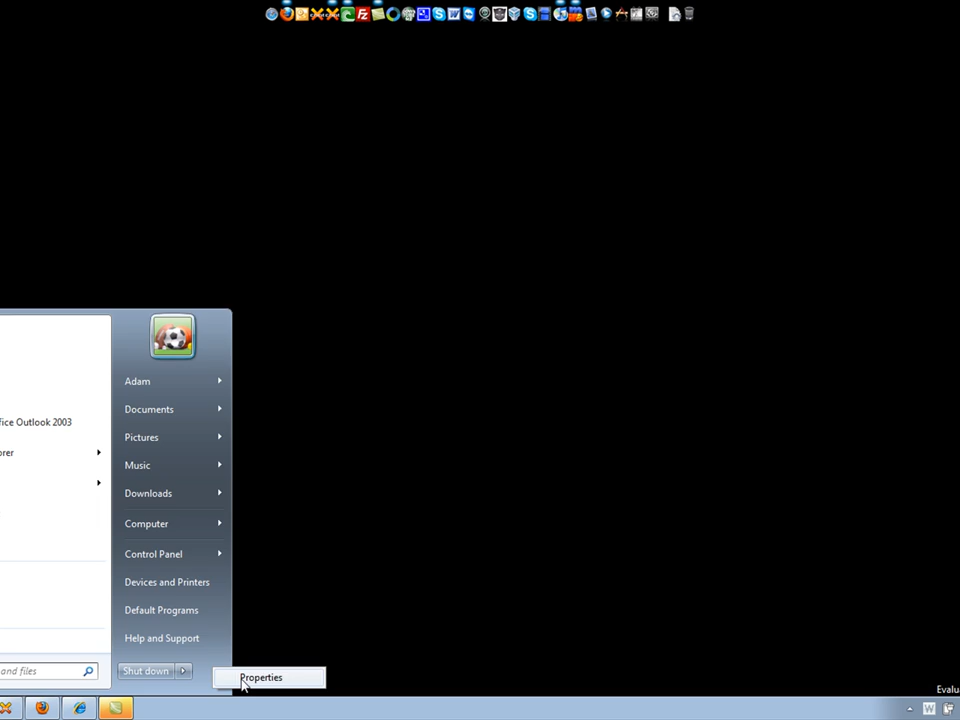 Adam
Documents
Pictures
fice Outlook 2003
Music
orer
Downloads
Computer
Control Panel
Devices and Printers
Default Programs
Help and Support
and files
Shut down
Properties
Evalu